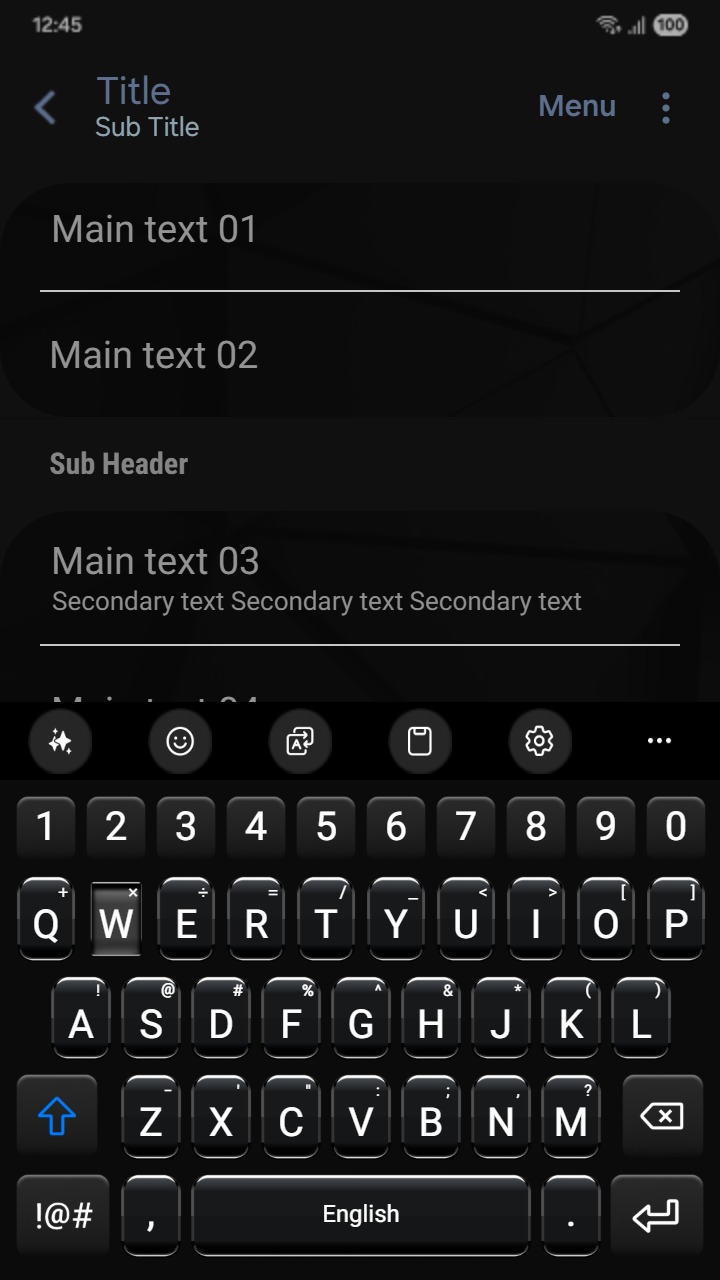 12:45
100
Title
Sub Title
Menu
Main text 01
Main text 02
Sub Header
Main text 03
Secondary text Secondary text Secondary text
1 2 3 4 5 6 7 8 9 0
+ × ÷ = / _ < > [ ]
Q W E R T Y U I O P
! @ # % ^ & * ( )
A S D F G H J K L
- ' " : ; , ?
Z X C V B N M
!@# , English .